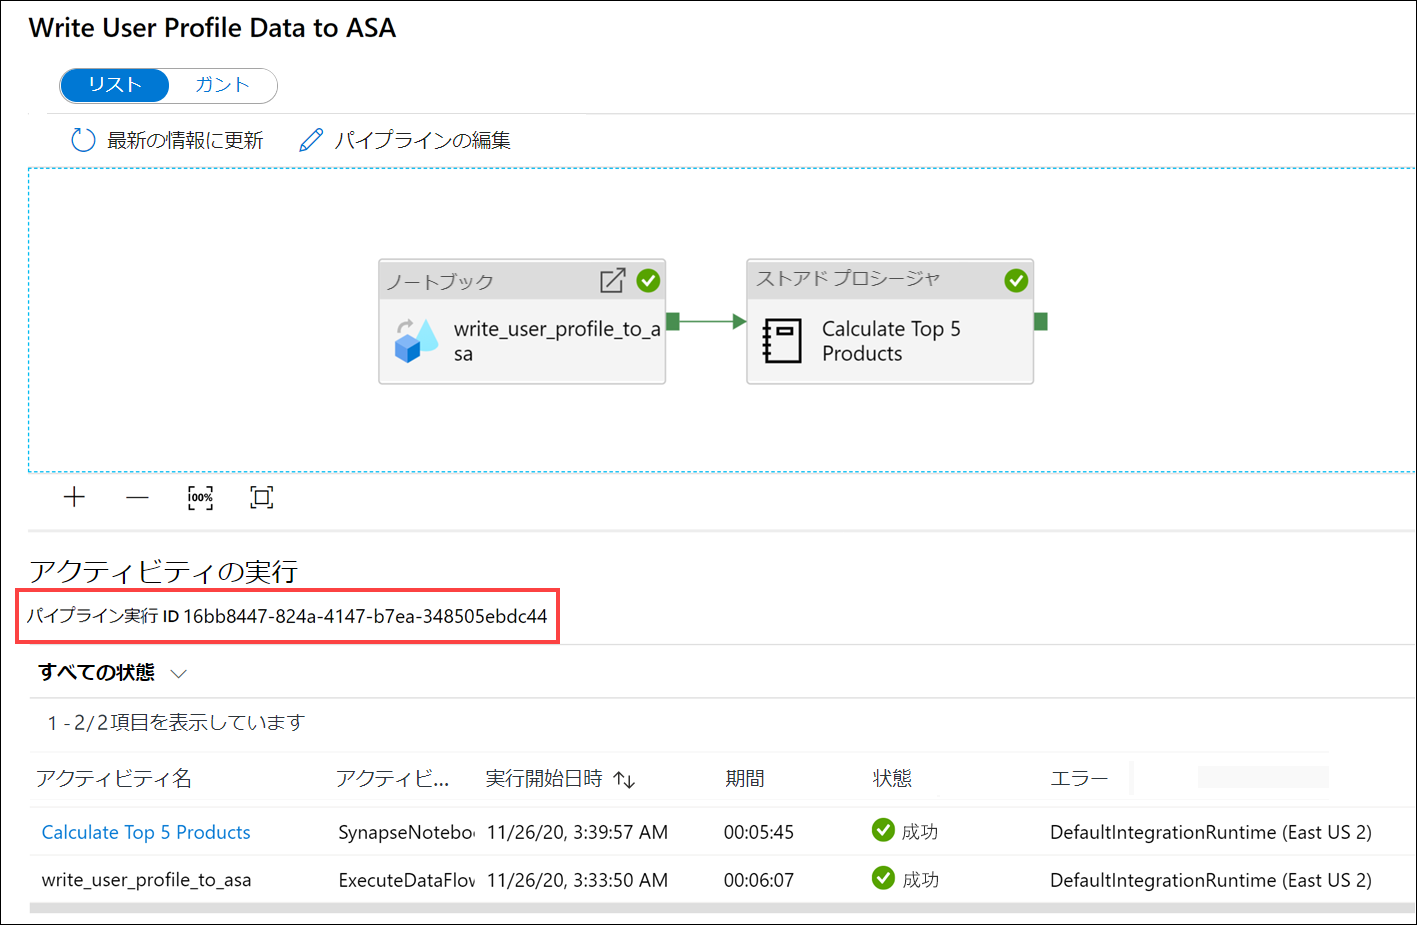 Write User Profile Data to ASA
リスト ガント
最新の情報に更新 パイプラインの編集
ノートブック
write_user_profile_to_a
sa
ストアド プロシージャ
Calculate Top 5
Products
100%
アクティビティの実行
パイプライン実行 ID 16bb8447-824a-4147-b7ea-348505ebdc44
すべての状態
1 - 2/2項目を表示しています
アクティビティ名 アクティビ... 実行開始日時 期間 状態 エラー
Calculate Top 5 Products SynapseNotebo 11/26/20, 3:39:57 AM 00:05:45 成功 DefaultIntegrationRuntime (East US 2)
write_user_profile_to_asa ExecuteDataFlow 11/26/20, 3:33:50 AM 00:06:07 成功 DefaultIntegrationRuntime (East US 2)